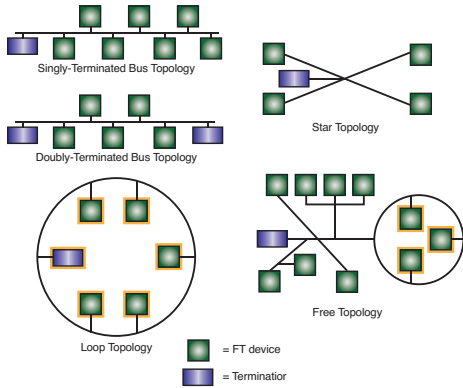 Singly-Terminated Bus Topology
Star Topology
Doubly-Terminated Bus Topology
Loop Topology
Free Topology
= FT device
= Terminatior